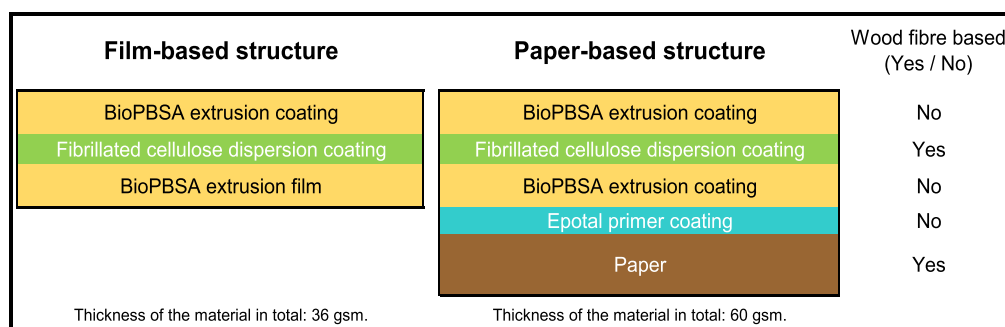 Film-based structure
Paper-based structure
Wood fibre based
(Yes / No)
BioPBSA extrusion coating
BioPBSA extrusion coating
No
Fibrillated cellulose dispersion coating
Fibrillated cellulose dispersion coating
Yes
BioPBSA extrusion film
BioPBSA extrusion coating
No
Epotal primer coating
No
Paper
Yes
Thickness of the material in total: 36 gsm.
Thickness of the material in total: 60 gsm.